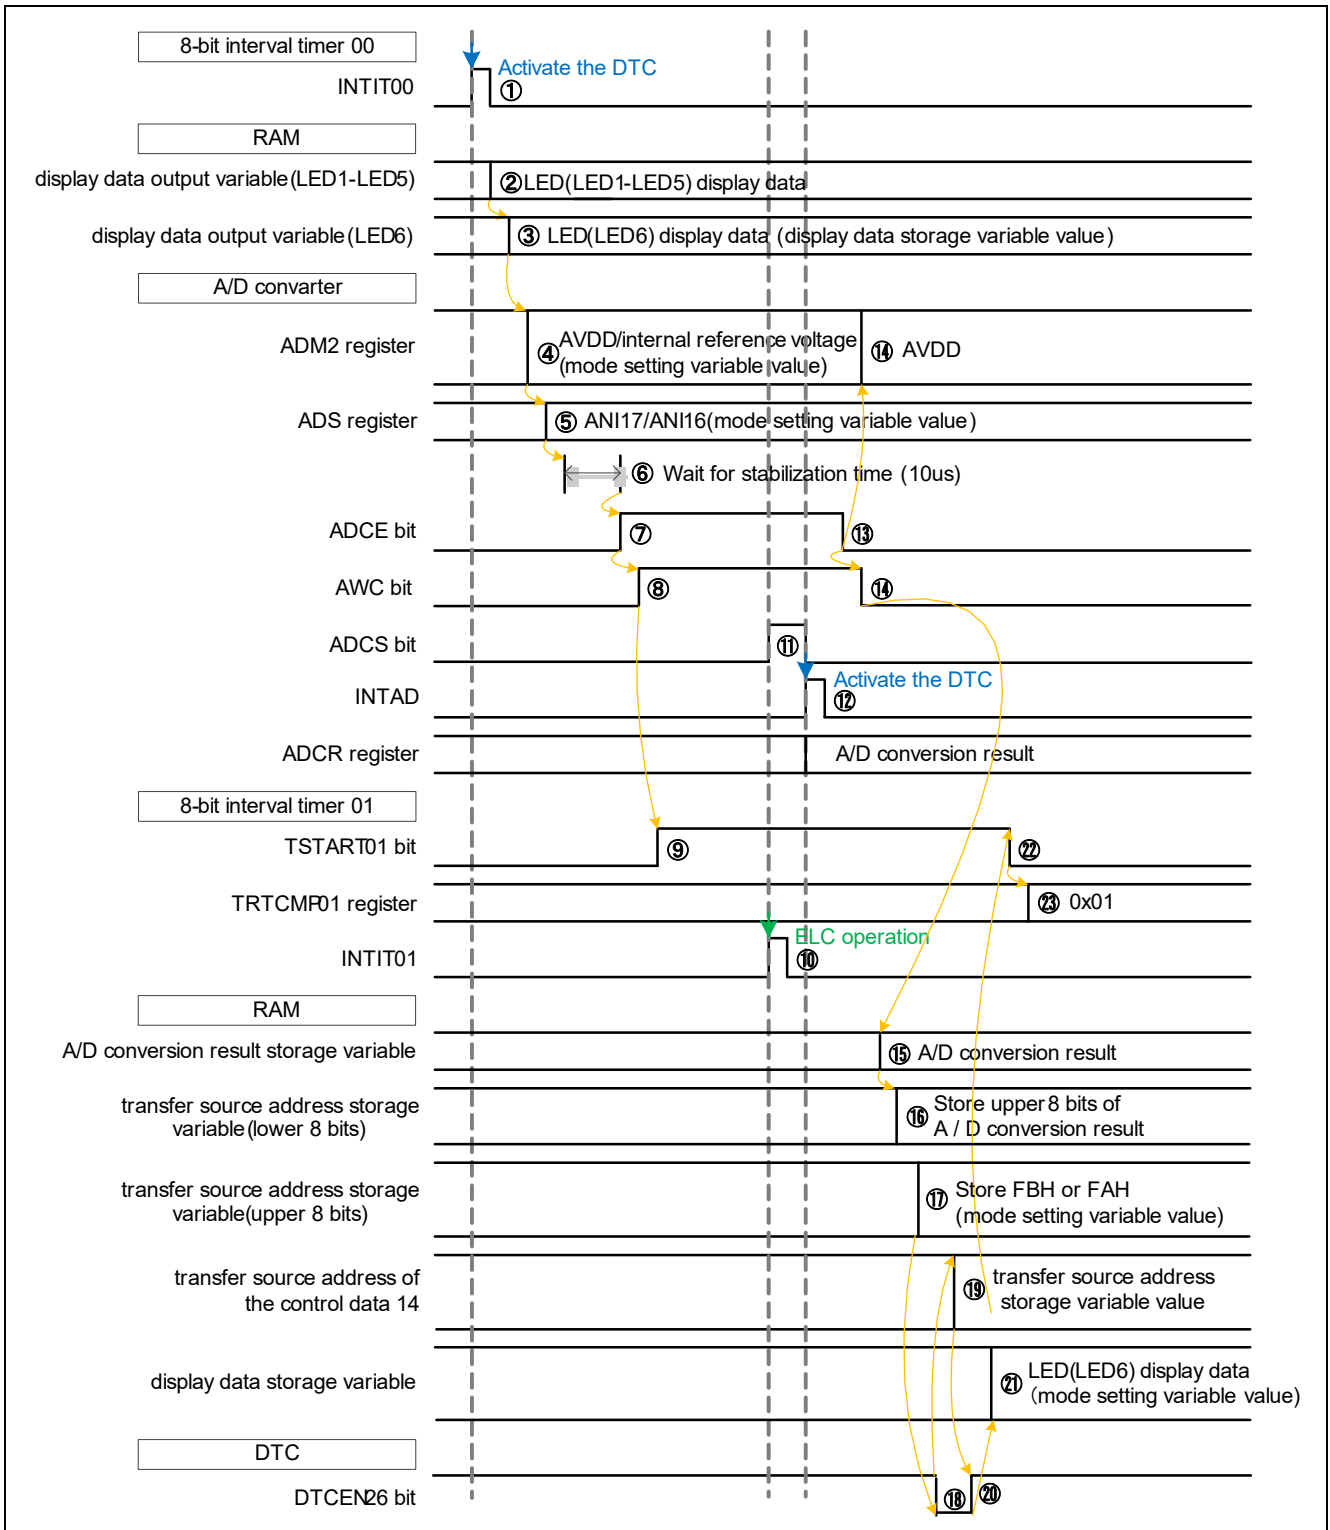 8-bit interval timer 00
Activate the DTC
INTIT00
①
RAM
display data output variable(LED1-LED5)
②LED(LED1-LED5) display data
display data output variable(LED6)
③ LED(LED6) display data (display data storage variable value)
A/D convarter
ADM2 register
④AVDD/internal reference voltage
(mode setting variable value)
⑭ AVDD
ADS register
⑤ ANI17/ANI16(mode setting variable value)
⑥ Wait for stabilization time (10us)
ADCE bit
⑦
⑬
AWC bit
⑧
⑭
ADCS bit
⑪
Activate the DTC
INTAD
⑫
ADCR register
A/D conversion result
8-bit interval timer 01
TSTART01 bit
⑨
㉒
TRTCMP01 register
㉓ 0x01
ELC operation
INTIT01
⑩
RAM
A/D conversion result storage variable
⑮ A/D conversion result
transfer source address storage
variable(lower 8 bits)
⑯ Store upper 8 bits of
A / D conversion result
transfer source address storage
variable(upper 8 bits)
⑰ Store FBH or FAH
(mode setting variable value)
transfer source address of
the control data 14
⑲ transfer source address
storage variable value
display data storage variable
㉑ LED(LED6) display data
(mode setting variable value)
DTC
DTCEN26 bit
⑱
⑳